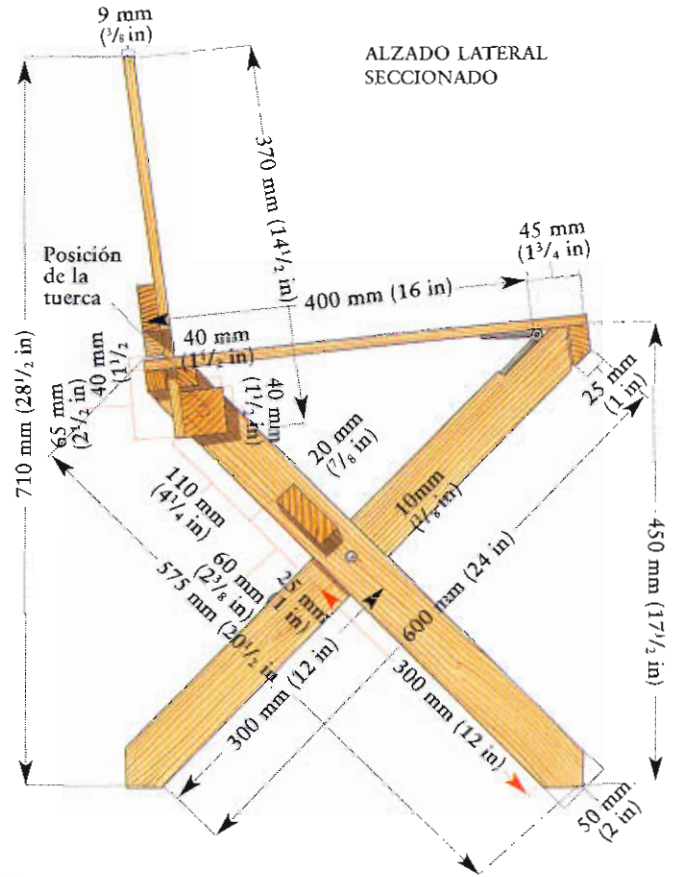 9 mm
(3/8 in)
ALZADO LATERAL
SECCIONADO
370 mm (14 1/2 in)
45 mm
(1 3/4 in)
Posición
de la
tuerca
400 mm (16 in)
40 mm
(1 1/2 in)
40 mm
(1 1/2
40 mm
(1 1/2 in)
65 mm
(2 1/2 in)
25 mm
(1 in)
20 mm
(7/8 in)
710 mm (28 1/2 in)
110 mm
(4 1/4 in)
10mm
(3/8 in)
60 mm
(2 3/8 in)
25 mm
(1 in)
575 mm (20 1/2 in
600 mm (24 in)
450 mm (17 1/2 in)
300 mm (12 in)
300 mm (12 in)
50 mm
(2 in)